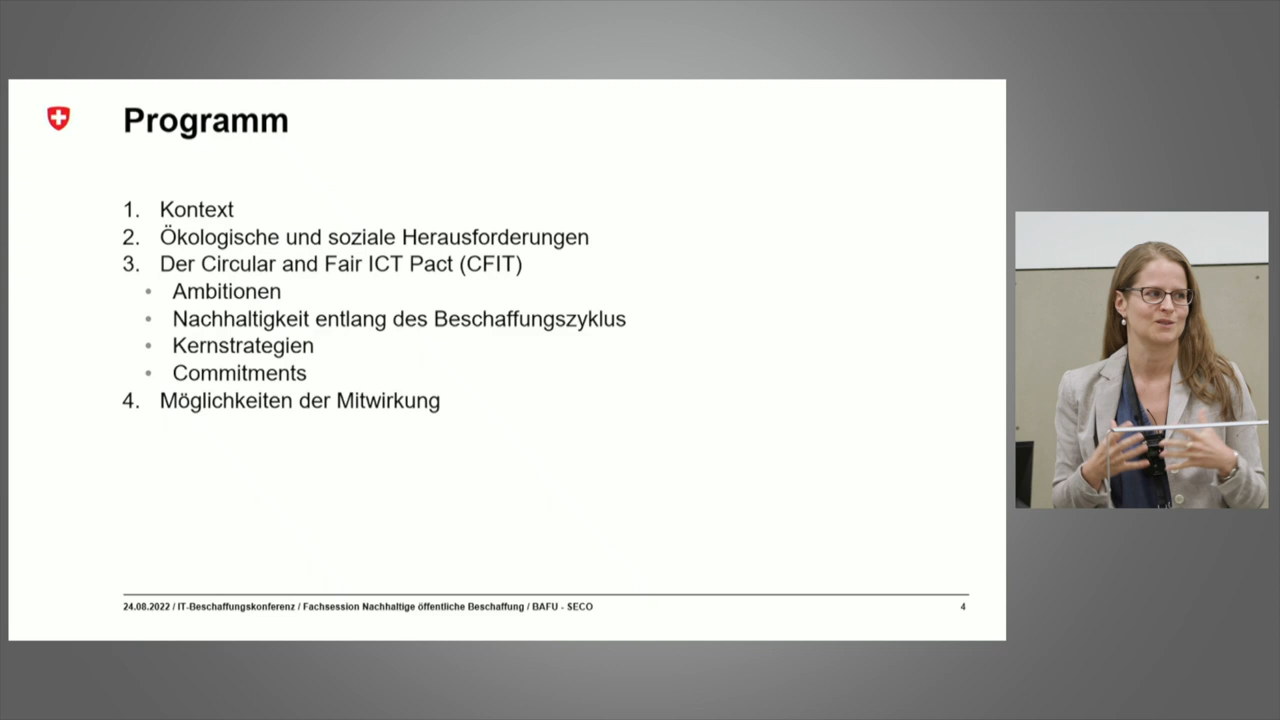 Programm
1. Kontext
2. Ökologische und soziale Herausforderungen
3. Der Circular and Fair ICT Pact (CFIT)
• Ambitionen
• Nachhaltigkeit entlang des Beschaffungszyklus
• Kernstrategien
• Commitments
4. Möglichkeiten der Mitwirkung
24.08.2022 / IT-Beschaffungskonferenz / Fachsession Nachhaltige öffentliche Beschaffung / BAFU - SECO 4